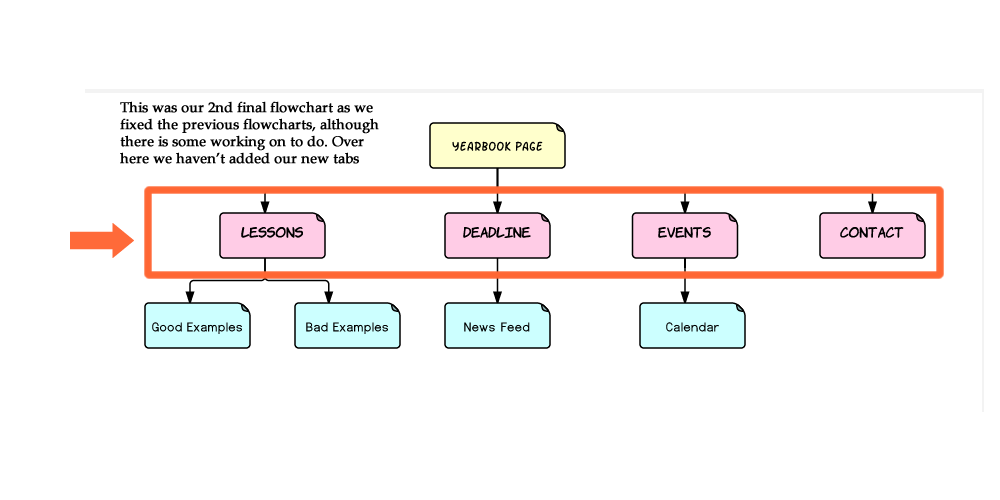 This was our 2nd final flowchart as we
fixed the previous flowcharts, although
there is some working on to do. Over
here we haven't added our new tabs
YEARBOOK PAGE
LESSONS
DEADLINE
EVENTS
CONTACT
Good Examples
Bad Examples
News Feed
Calendar